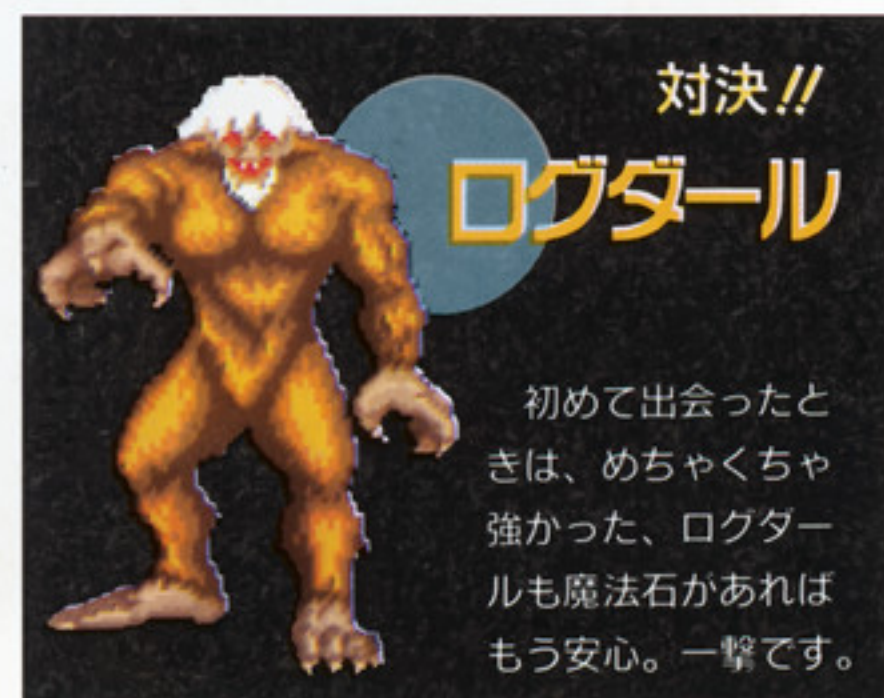 対決!!
ログダール
初めて出会ったと
きは、めちゃくちゃ
強かった、ログダー
ルも魔法石があれば
もう安心。一撃です。